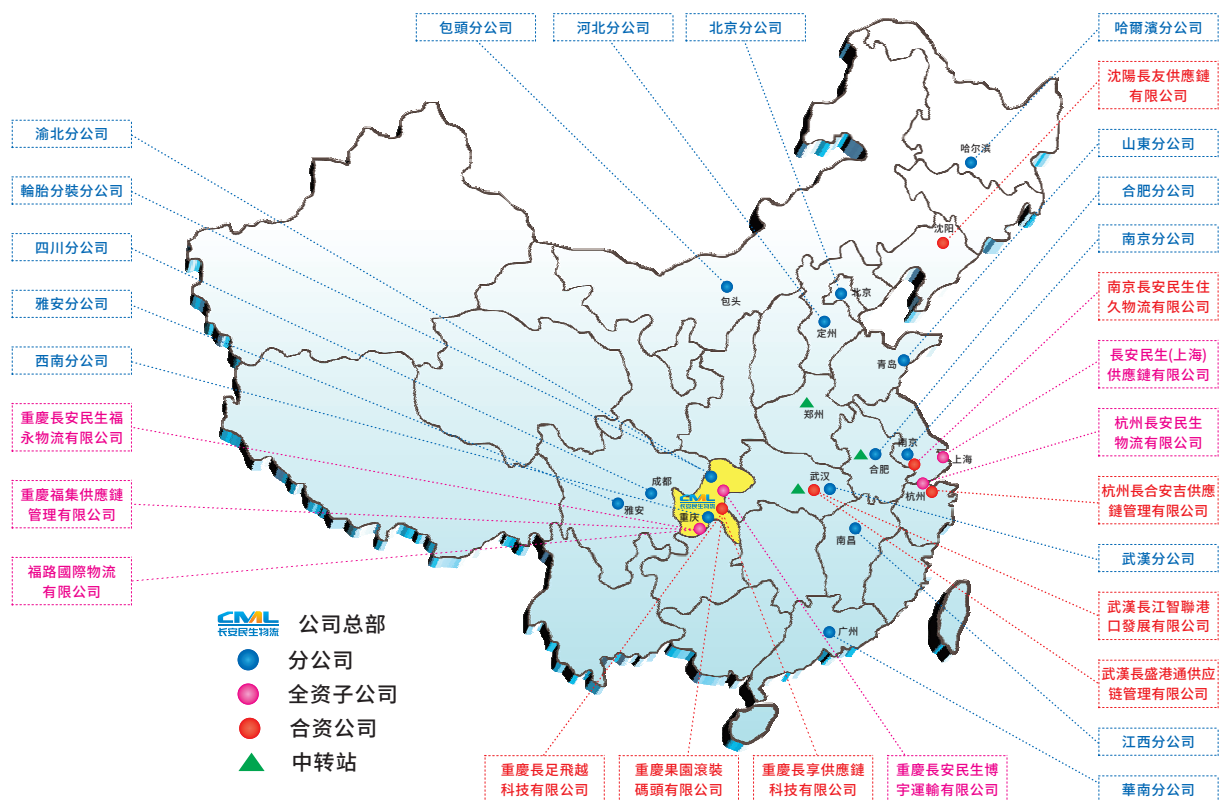 包頭分公司
河北分公司
北京分公司
哈爾濱分公司
沈陽長友供應鏈
有限公司
山東分公司
合肥分公司
南京分公司
南京長安民生住
久物流有限公司
長安民生(上海)
供應鏈有限公司
杭州長安民生
物流有限公司
杭州長合安吉供應
鏈管理有限公司
武漢分公司
武漢長江智聯港
口發展有限公司
武漢長盛港通供应
链管理有限公司
江西分公司
華南分公司
渝北分公司
輪胎分裝分公司
四川分公司
雅安分公司
西南分公司
重慶長安民生福
永物流有限公司
重慶福集供應鏈
管理有限公司
福路國際物流
有限公司
哈尔滨
沈阳
包头
北京
定州
青岛
郑州
南京
合肥
上海
杭州
武汉
成都
雅安
CML
长安民生物流
重庆
南昌
广州
CML
长安民生物流
公司总部
分公司
全资子公司
合资公司
中转站
重慶長足飛越
科技有限公司
重慶果園滾裝
碼頭有限公司
重慶長享供應鏈
科技有限公司
重慶長安民生博
宇運輸有限公司